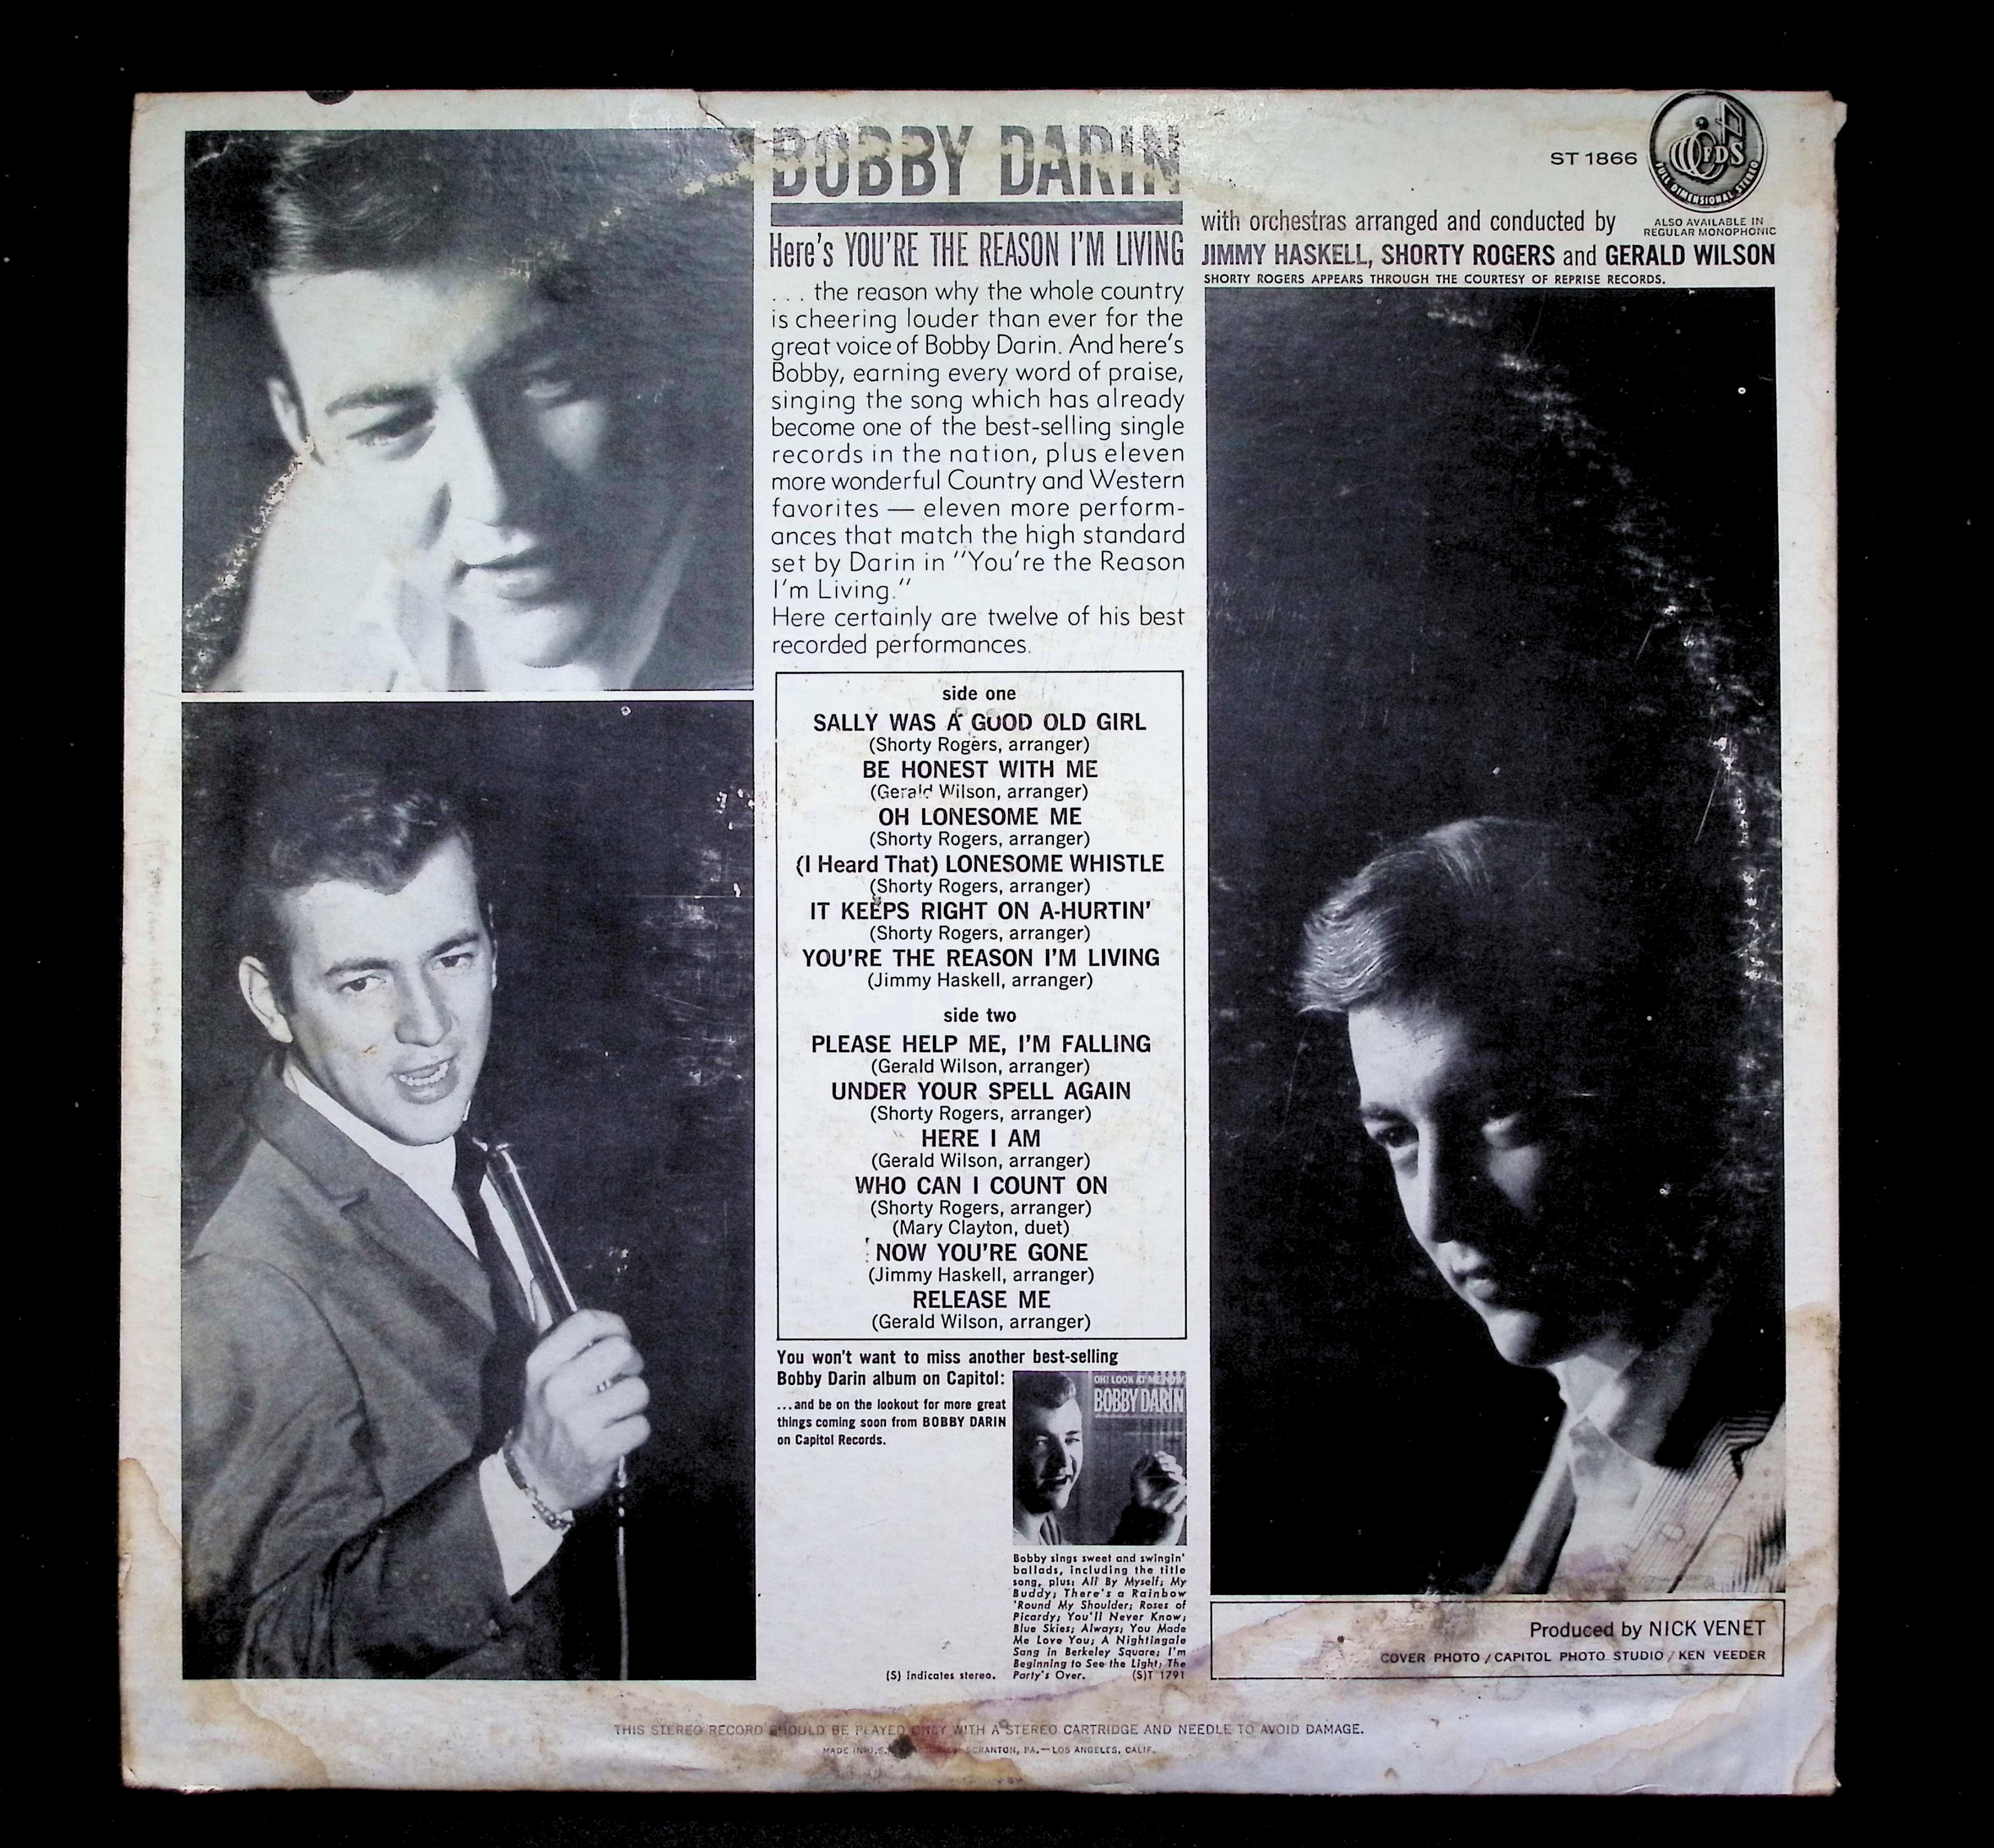 BOBBY DARIN
Here's YOU'RE THE REASON I'M LIVING
. . . the reason why the whole country
is cheering louder than ever for the
great voice of Bobby Darin. And here's
Bobby, earning every word of praise,
singing the song which has already
become one of the best-selling single
records in the nation, plus eleven
more wonderful Country and Western
favorites — eleven more perform-
ances that match the high standard
set by Darin in "You're the Reason
I'm Living."
Here certainly are twelve of his best
recorded performances.
side one
SALLY WAS A GOOD OLD GIRL
(Shorty Rogers, arranger)
BE HONEST WITH ME
(Gerald Wilson, arranger)
OH LONESOME ME
(Shorty Rogers, arranger)
(I Heard That) LONESOME WHISTLE
(Shorty Rogers, arranger)
IT KEEPS RIGHT ON A-HURTIN'
(Shorty Rogers, arranger)
YOU'RE THE REASON I'M LIVING
(Jimmy Haskell, arranger)
side two
PLEASE HELP ME, I'M FALLING
(Gerald Wilson, arranger)
UNDER YOUR SPELL AGAIN
(Shorty Rogers, arranger)
HERE I AM
(Gerald Wilson, arranger)
WHO CAN I COUNT ON
(Shorty Rogers, arranger)
(Mary Clayton, duet)
NOW YOU'RE GONE
(Jimmy Haskell, arranger)
RELEASE ME
(Gerald Wilson, arranger)
You won't want to miss another best-selling
Bobby Darin album on Capitol:
...and be on the lookout for more great
things coming soon from BOBBY DARIN
on Capitol Records.
OH! LOOK AT ME NOW
BOBBY DARIN
Bobby sings sweet and swingin'
ballads, including the title
song, plus: All By Myself; My
Buddy; There's a Rainbow
'Round My Shoulder; Roses of
Picardy; You'll Never Know;
Blue Skies; Always; You Made
Me Love You; A Nightingale
Sang in Berkeley Square; I'm
Beginning to See the Light; The
Party's Over. (S)T 1791
(S) indicates stereo.
ST 1866
FDS
FULL DIMENSIONAL STEREO
ALSO AVAILABLE IN
REGULAR MONOPHONIC
with orchestras arranged and conducted by
JIMMY HASKELL, SHORTY ROGERS and GERALD WILSON
SHORTY ROGERS APPEARS THROUGH THE COURTESY OF REPRISE RECORDS.
Produced by NICK VENET
COVER PHOTO / CAPITOL PHOTO STUDIO / KEN VEEDER
THIS STEREO RECORD SHOULD BE PLAYED ONLY WITH A STEREO CARTRIDGE AND NEEDLE TO AVOID DAMAGE.
MADE IN U.S. SCRANTON, PA.—LOS ANGELES, CALIF.